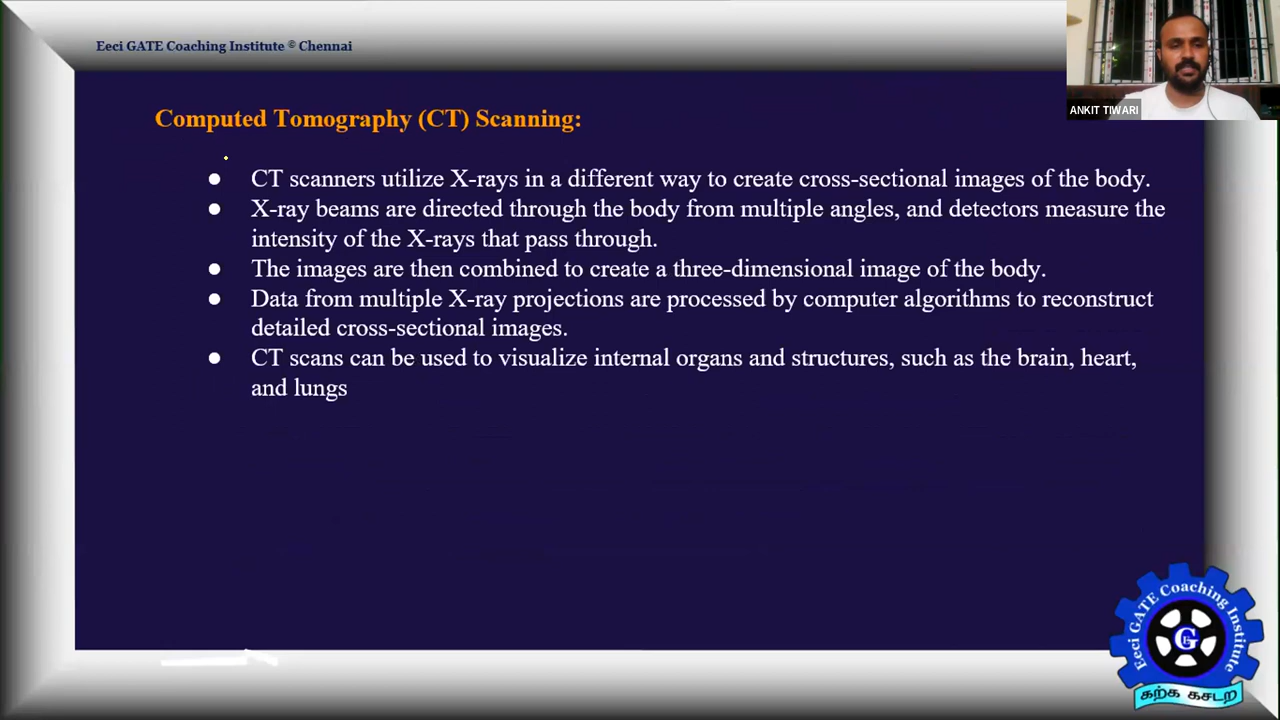 Eeci GATE Coaching Institute © Chennai
ANKIT TIWARI
Computed Tomography (CT) Scanning:
● CT scanners utilize X-rays in a different way to create cross-sectional images of the body.
● X-ray beams are directed through the body from multiple angles, and detectors measure the
intensity of the X-rays that pass through.
● The images are then combined to create a three-dimensional image of the body.
● Data from multiple X-ray projections are processed by computer algorithms to reconstruct
detailed cross-sectional images.
● CT scans can be used to visualize internal organs and structures, such as the brain, heart,
and lungs
Eeci GATE Coaching Institute
G
கற்க கசடற